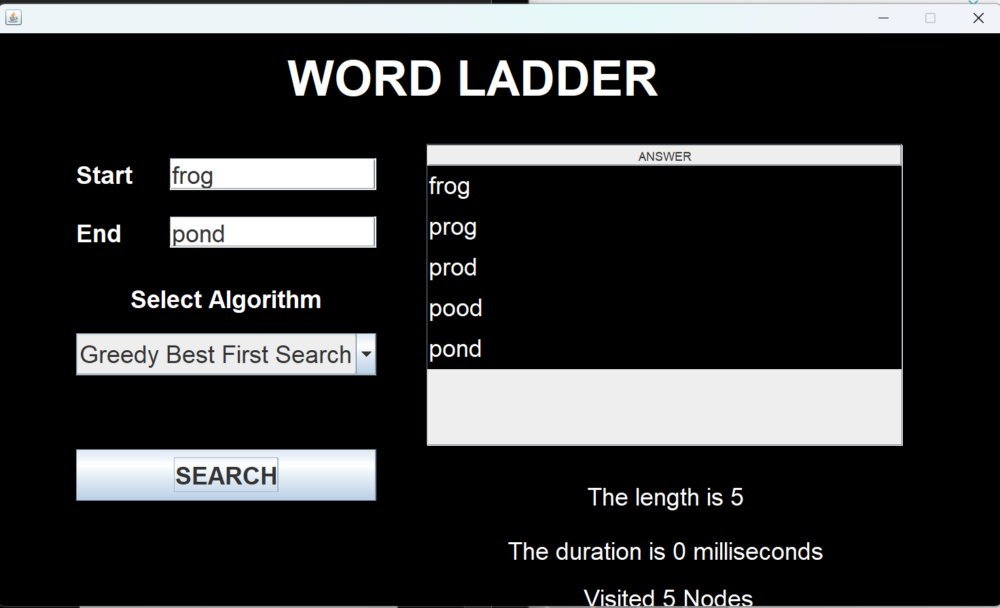 WORD LADDER
Start
frog
End
pond
Select Algorithm
Greedy Best First Search
SEARCH
ANSWER
frog
prog
prod
pood
pond
The length is 5
The duration is 0 milliseconds
Visited 5 Nodes